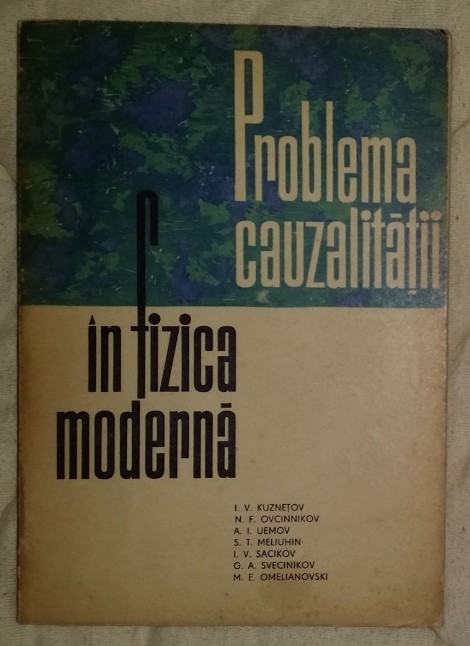 Problema
cauzalității
în fizica
modernă
I. V. KUZNEȚOV
N. F. OVCINNIKOV
A. I. UEMOV
S. T. MELIUHIN
I. V. SACIKOV
G. A. SVECINIKOV
M. E. OMELIANOVSKI